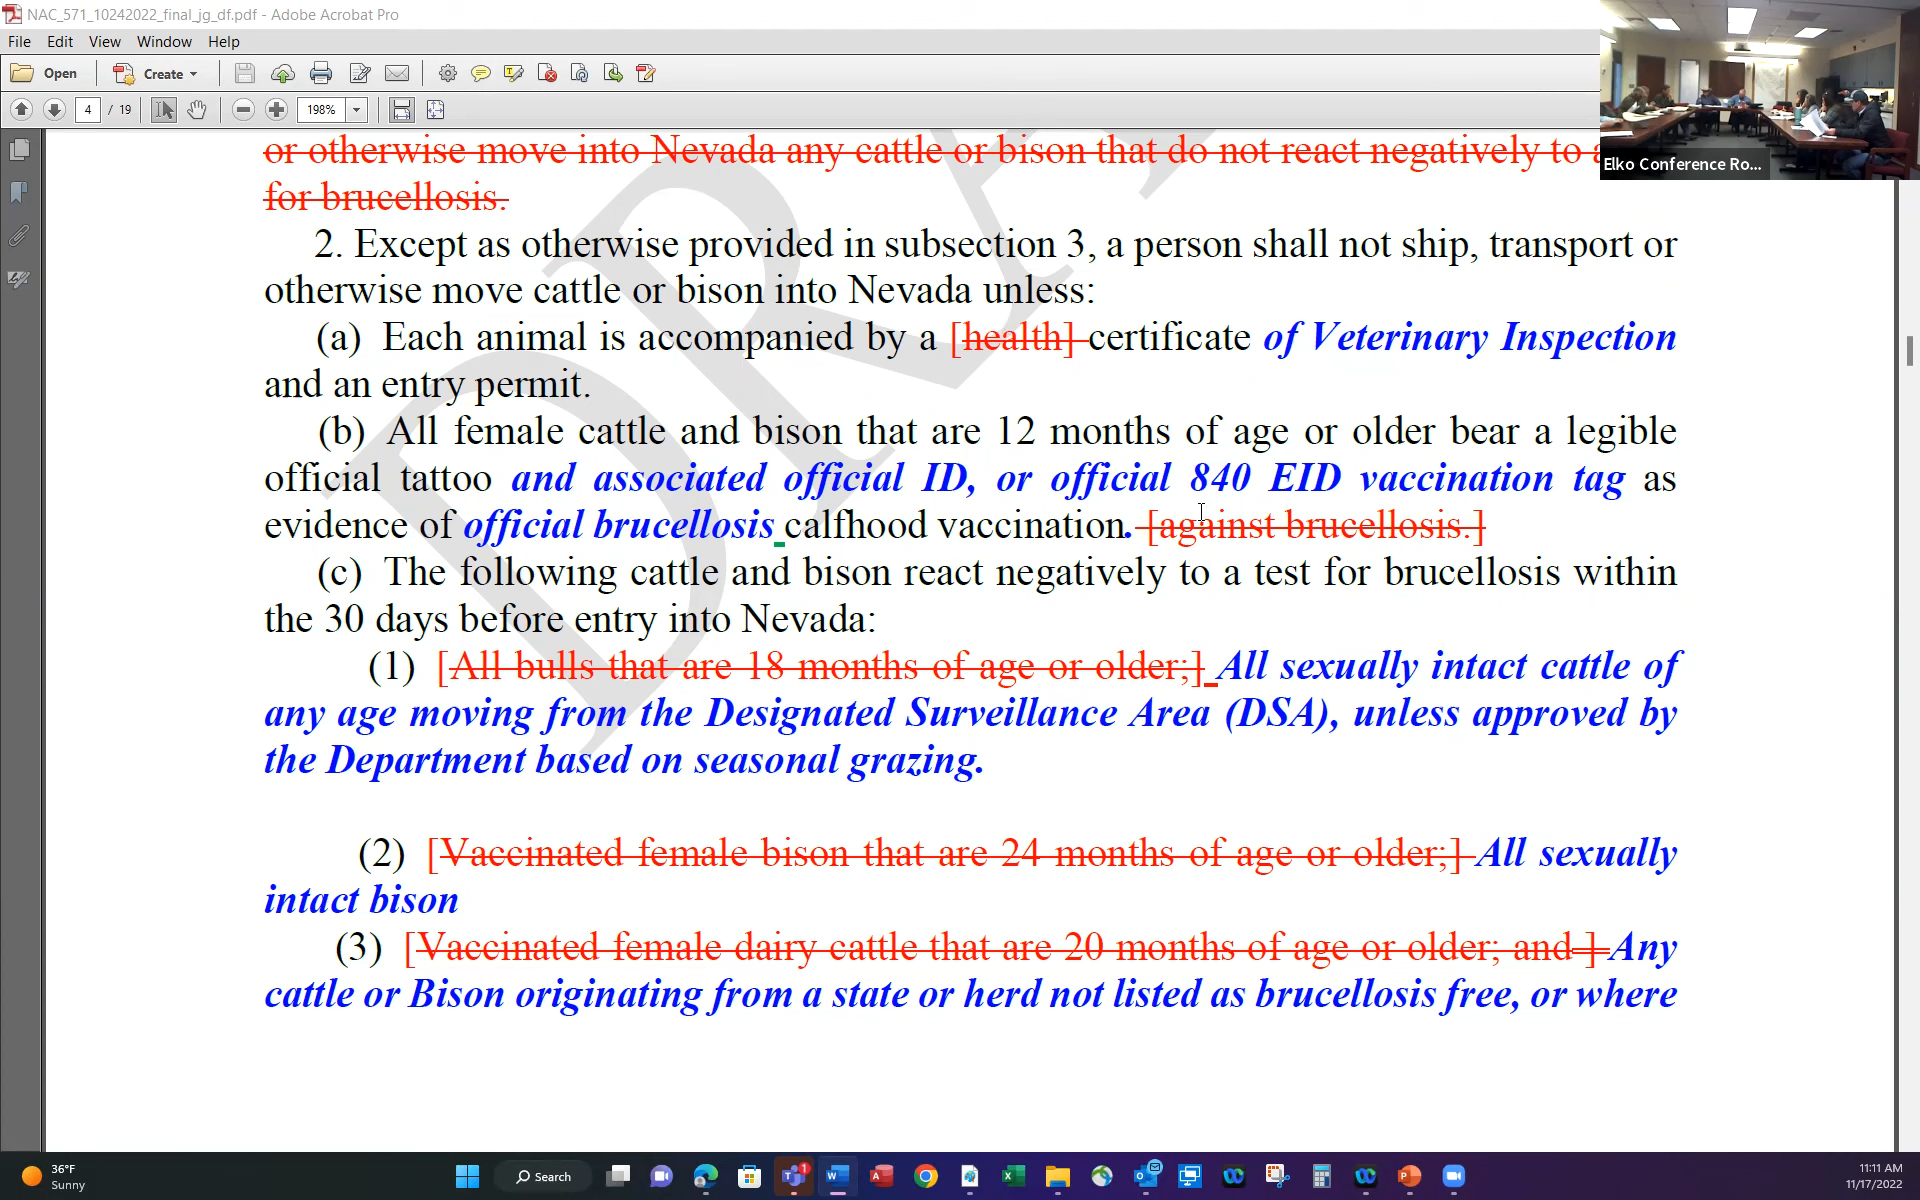 NAC_571_10242022_final_jg_df.pdf - Adobe Acrobat Pro
File Edit View Window Help
Open Create
4 / 19 198%
or otherwise move into Nevada any cattle or bison that do not react negatively to a
for brucellosis.
2. Except as otherwise provided in subsection 3, a person shall not ship, transport or
otherwise move cattle or bison into Nevada unless:
(a) Each animal is accompanied by a [health] certificate of Veterinary Inspection
and an entry permit.
(b) All female cattle and bison that are 12 months of age or older bear a legible
official tattoo and associated official ID, or official 840 EID vaccination tag as
evidence of official brucellosis calfhood vaccination. [against brucellosis.]
(c) The following cattle and bison react negatively to a test for brucellosis within
the 30 days before entry into Nevada:
(1) [All bulls that are 18 months of age or older;] All sexually intact cattle of
any age moving from the Designated Surveillance Area (DSA), unless approved by
the Department based on seasonal grazing.
(2) [Vaccinated female bison that are 24 months of age or older;] All sexually
intact bison
(3) [Vaccinated female dairy cattle that are 20 months of age or older; and ] Any
cattle or Bison originating from a state or herd not listed as brucellosis free, or where
DRA
Elko Conference Ro...
36°F
Sunny
Search
1
11:11 AM
11/17/2022